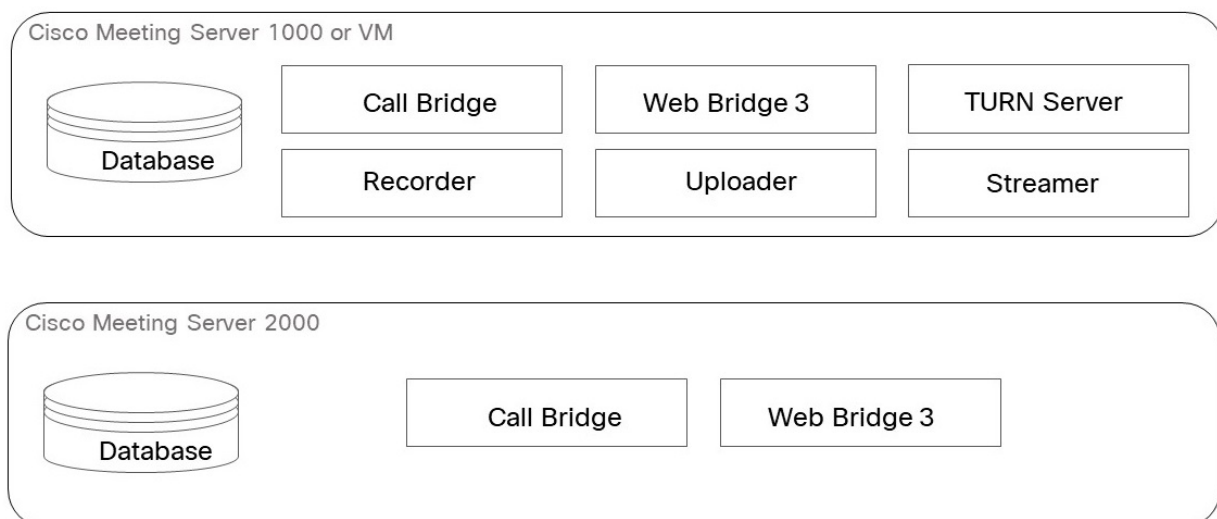 Cisco Meeting Server 1000 or VM
Call Bridge
Web Bridge 3
TURN Server
Database
Recorder
Uploader
Streamer
Cisco Meeting Server 2000
Call Bridge
Web Bridge 3
Database